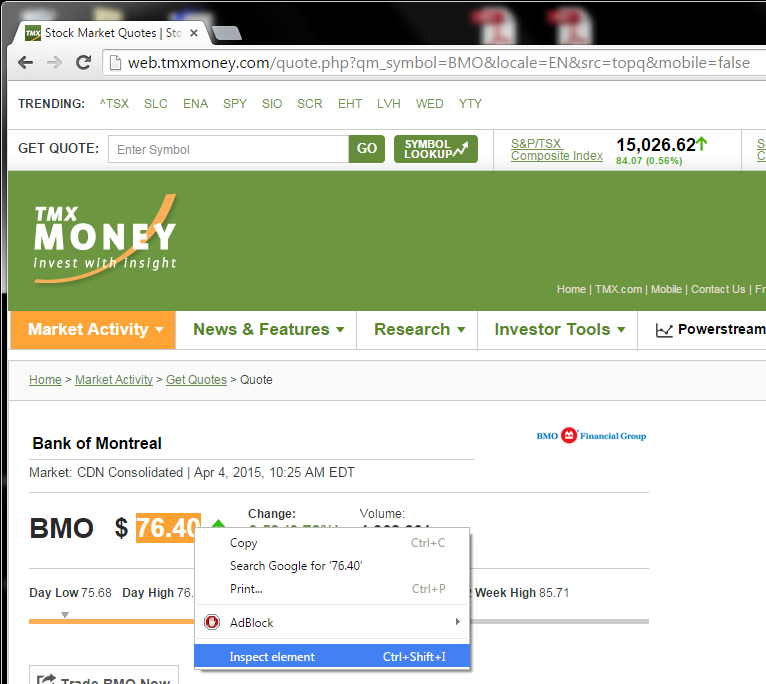 TMX Stock Market Quotes | Sto
web.tmxmoney.com/quote.php?qm_symbol=BMO&locale=EN&src=topq&mobile=false
TRENDING: ^TSX SLC ENA SPY SIO SCR EHT LVH WED YTY
GET QUOTE: Enter Symbol GO SYMBOL LOOKUP S&P/TSX Composite Index 15,026.62
84.07 (0.56%)
TMX
MONEY
invest with insight
Home | TMX.com | Mobile | Contact Us | Fr
Market Activity News & Features Research Investor Tools Powerstream
Home > Market Activity > Get Quotes > Quote
Bank of Montreal
BMO Financial Group
Market: CDN Consolidated | Apr 4, 2015, 10:25 AM EDT
Change: Volume:
BMO $ 76.40
Copy Ctrl+C
Search Google for '76.40'
Print... Ctrl+P
Day Low 75.68 Day High 76. Week High 85.71
AdBlock
Inspect element Ctrl+Shift+I
Trade BMO Now